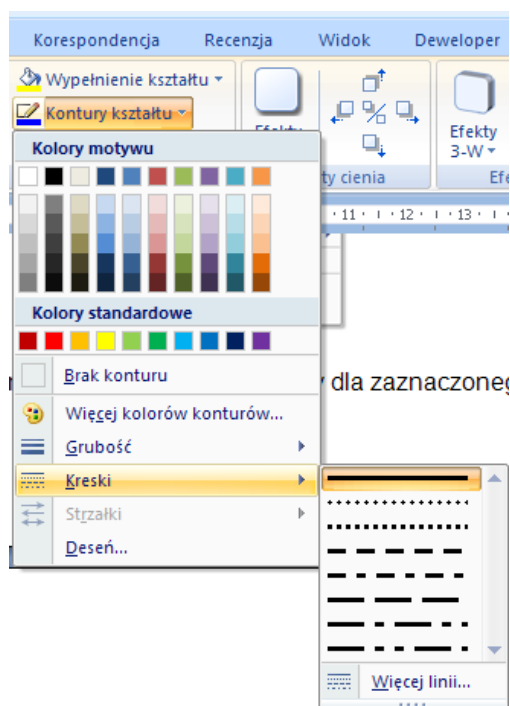 Korespondencja Recenzja Widok Deweloper
Wypełnienie kształtu
Kontury kształtu
Efekty
3-W
Kolory motywu
ty cienia
Efe
11 12 13
Kolory standardowe
Brak konturu
y dla zaznaczoneg
Więcej kolorów konturów...
Grubość
Kreski
Strzałki
Deseń...
Więcej linii...